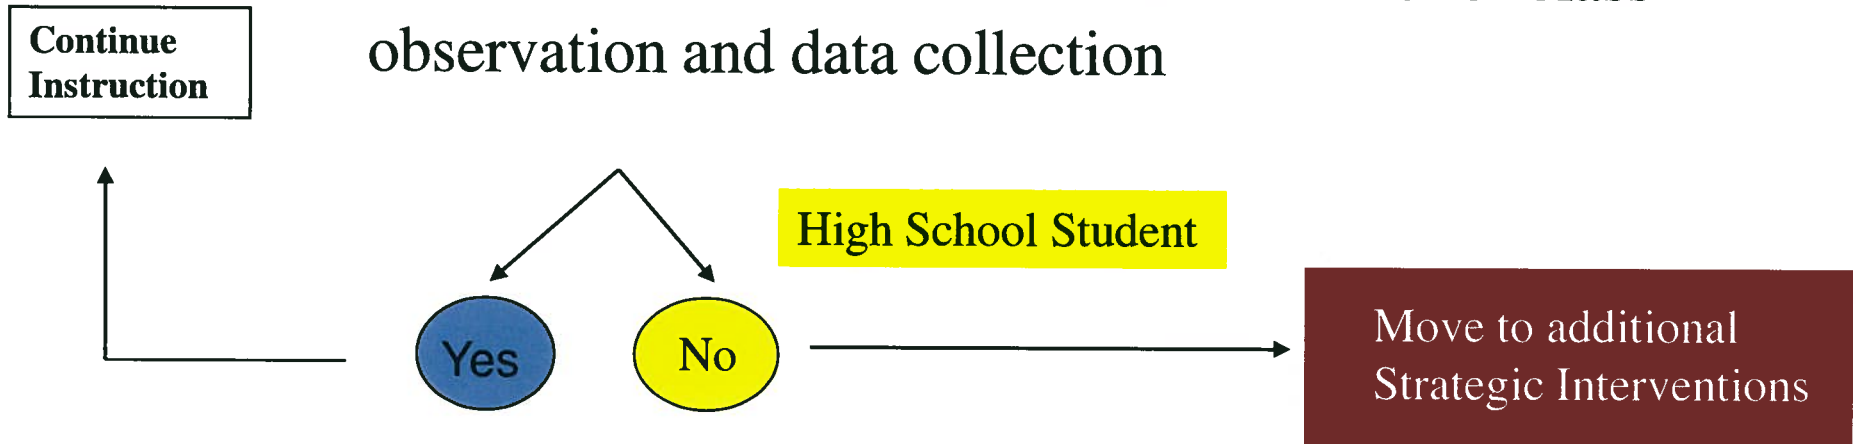 Continue
Instruction
observation and data collection
High School Student
Yes
No
Move to additional
Strategic Interventions